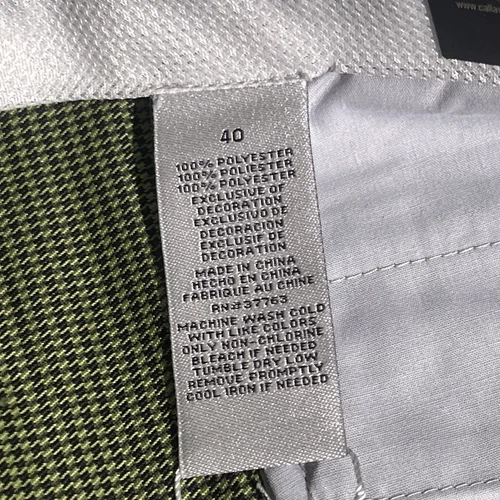 40
100% POLYESTER
100% POLIESTER
100% POLYESTER
EXCLUSIVE OF
DECORATION
EXCLUSIVO DE
DECORACION
EXCLUSIF DE
DECORATION
MADE IN CHINA
HECHO EN CHINA
FABRIQUE AU CHINE
RN#37763
MACHINE WASH COLD
WITH LIKE COLORS
ONLY NON-CHLORINE
BLEACH IF NEEDED
TUMBLE DRY LOW
REMOVE PROMPTLY
COOL IRON IF NEEDED